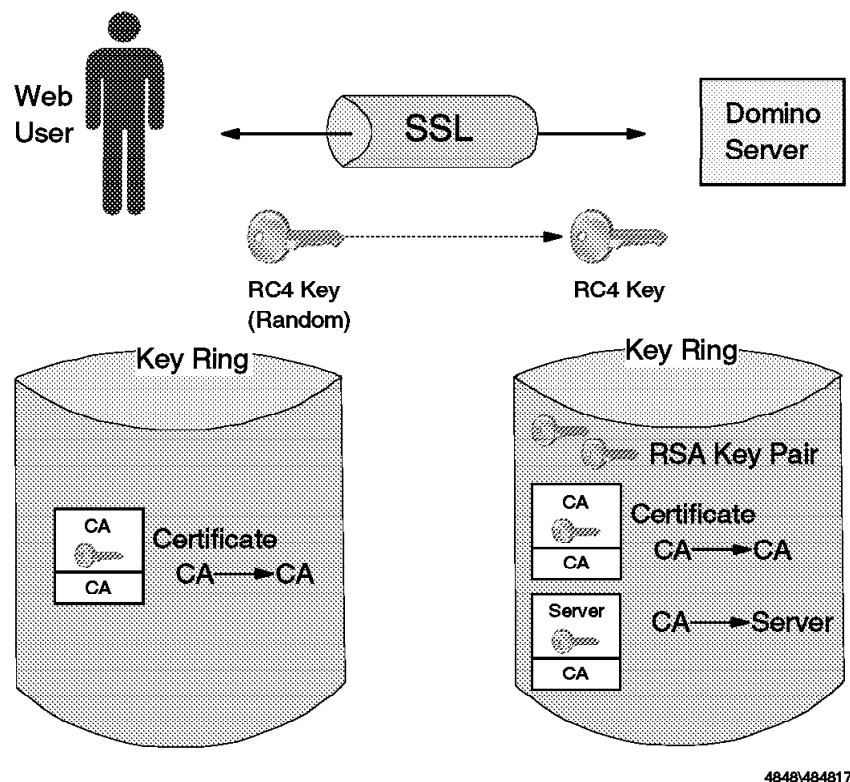 Web
User
SSL
Domino
Server
RC4 Key
(Random)
RC4 Key
Key Ring
CA
CA
Certificate
CA CA
Key Ring
RSA Key Pair
CA
CA
Certificate
CA CA
Server
CA
CA Server
4848\484817